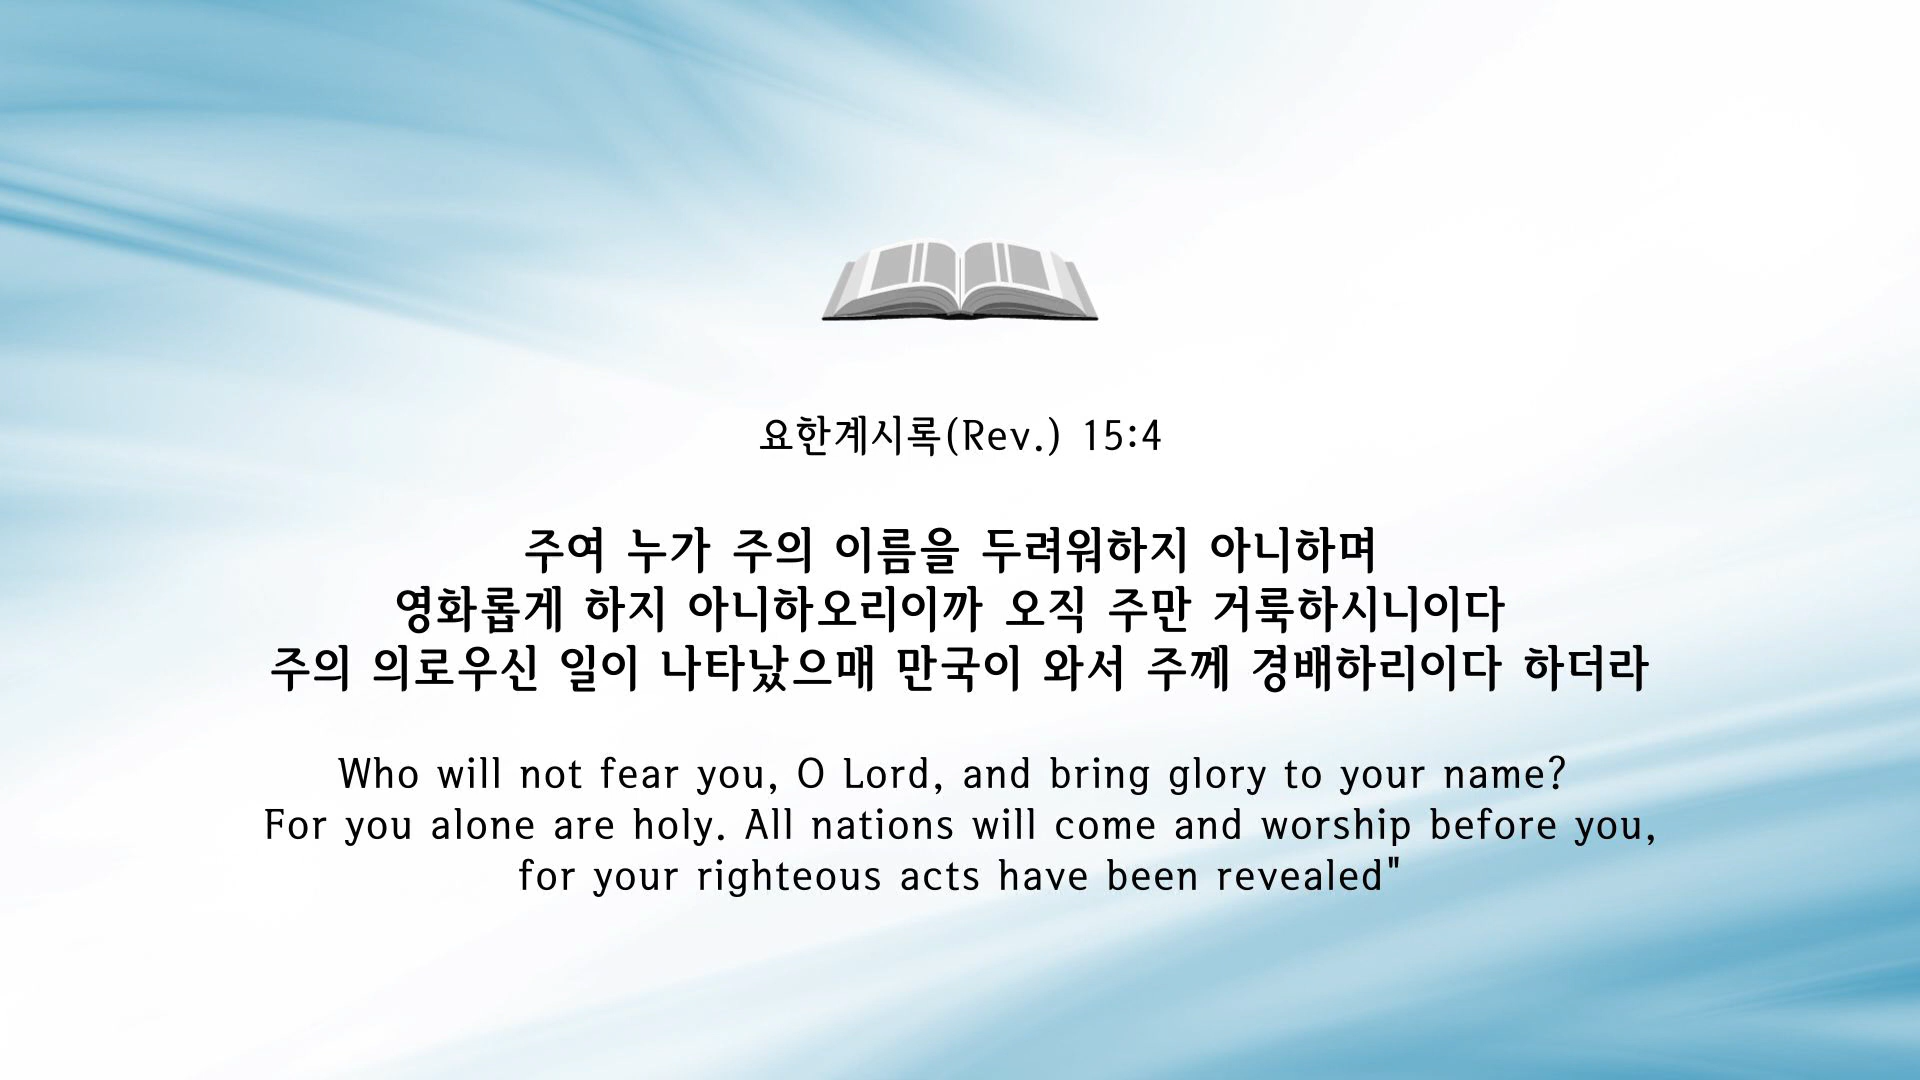 요한계시록(Rev.) 15:4
주여 누가 주의 이름을 두려워하지 아니하며
영화롭게 하지 아니하오리이까 오직 주만 거룩하시니이다
주의 의로우신 일이 나타났으매 만국이 와서 주께 경배하리이다 하더라
Who will not fear you, O Lord, and bring glory to your name?
For you alone are holy. All nations will come and worship before you,
for your righteous acts have been revealed"